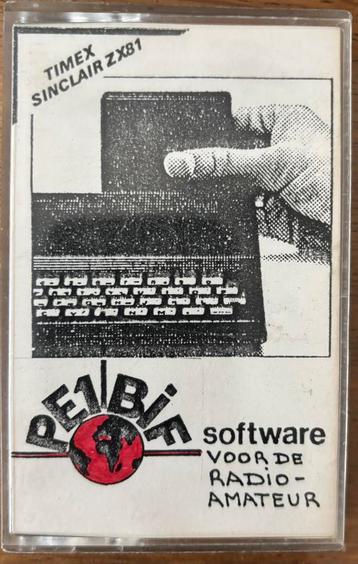 TIMEX
SINCLAIR ZX81
PE1BiF
software
VOOR DE
RADIO-
AMATEUR